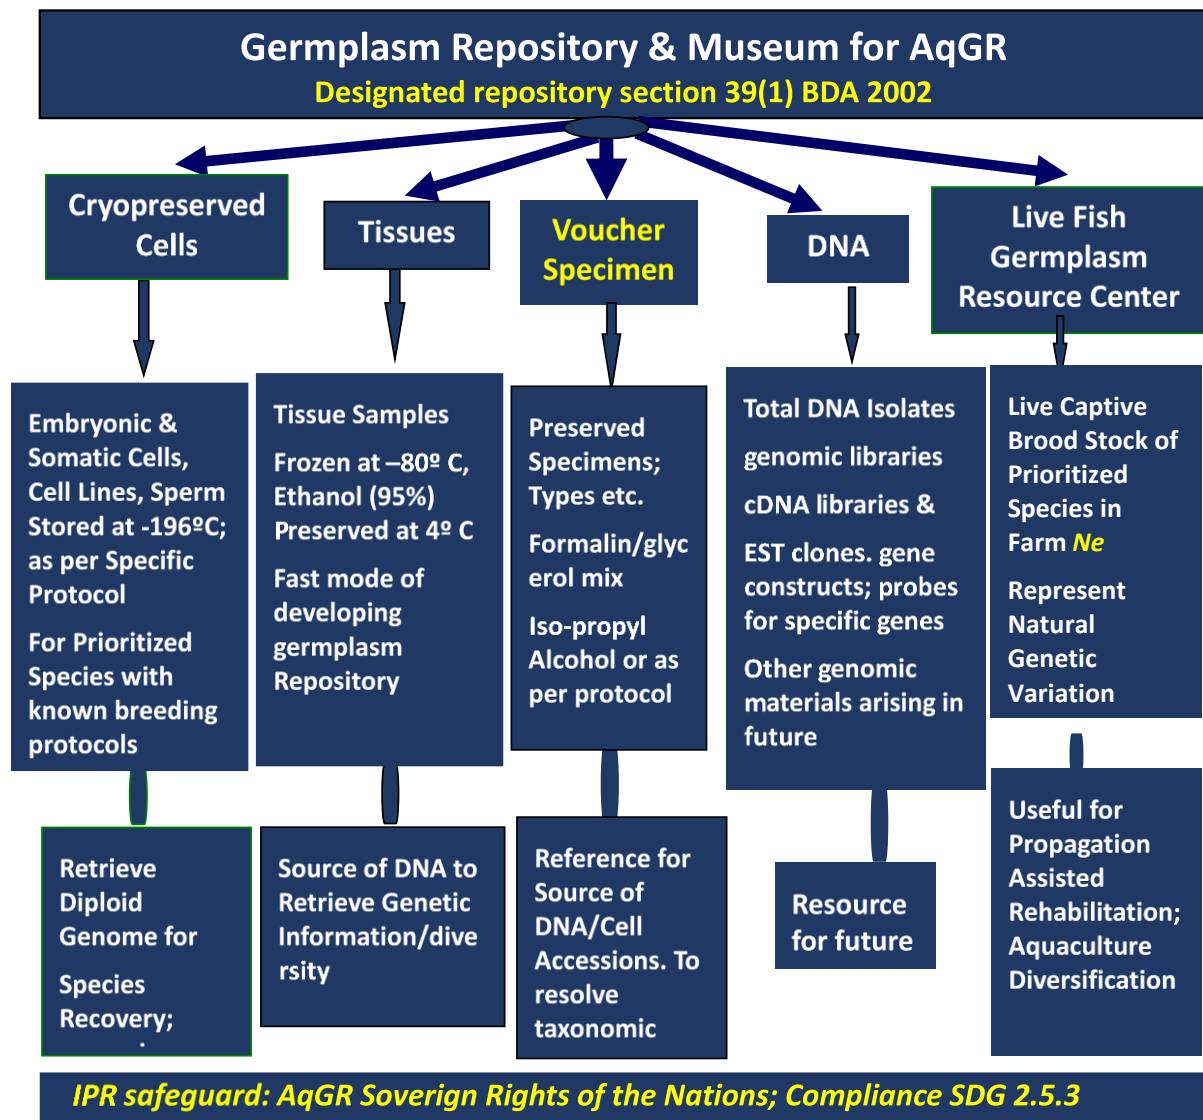 Germplasm Repository & Museum for AqGR
Designated repository section 39(1) BDA 2002
Cryopreserved
Cells
Embryonic &
Somatic Cells,
Cell Lines, Sperm
Stored at -196ºC;
as per Specific
Protocol
For Prioritized
Species with
known breeding
protocols
Retrieve
Diploid
Genome for
Species
Recovery;
Tissues
Tissue Samples
Frozen at –80º C,
Ethanol (95%)
Preserved at 4º C
Fast mode of
developing
germplasm
Repository
Source of DNA to
Retrieve Genetic
Information/dive
rsity
Voucher
Specimen
Preserved
Specimens;
Types etc.
Formalin/glyc
erol mix
Iso-propyl
Alcohol or as
per protocol
Reference for
Source of
DNA/Cell
Accessions. To
resolve
taxonomic
DNA
Total DNA Isolates
genomic libraries
cDNA libraries &
EST clones. gene
constructs; probes
for specific genes
Other genomic
materials arising in
future
Resource
for future
Live Fish
Germplasm
Resource Center
Live Captive
Brood Stock of
Prioritized
Species in
Farm Ne
Represent
Natural
Genetic
Variation
Useful for
Propagation
Assisted
Rehabilitation;
Aquaculture
Diversification
IPR safeguard: AqGR Soverign Rights of the Nations; Compliance SDG 2.5.3